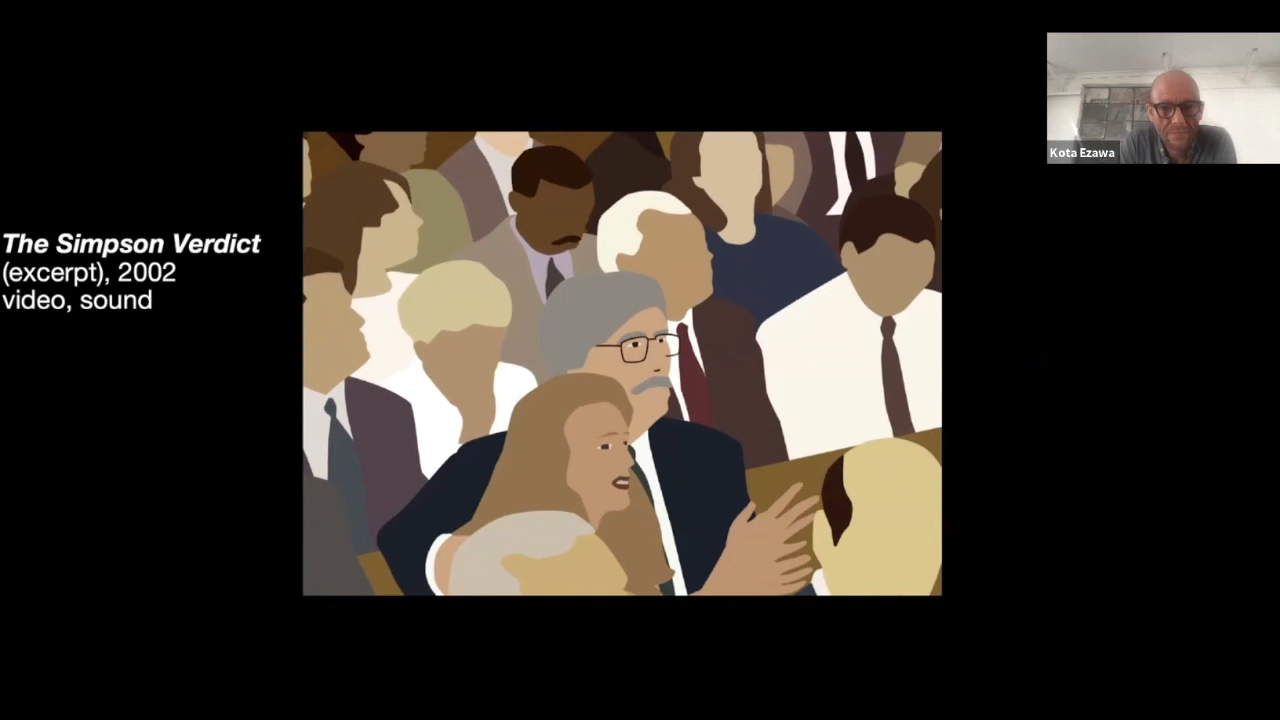 The Simpson Verdict
(excerpt), 2002
video, sound
Kota Ezawa